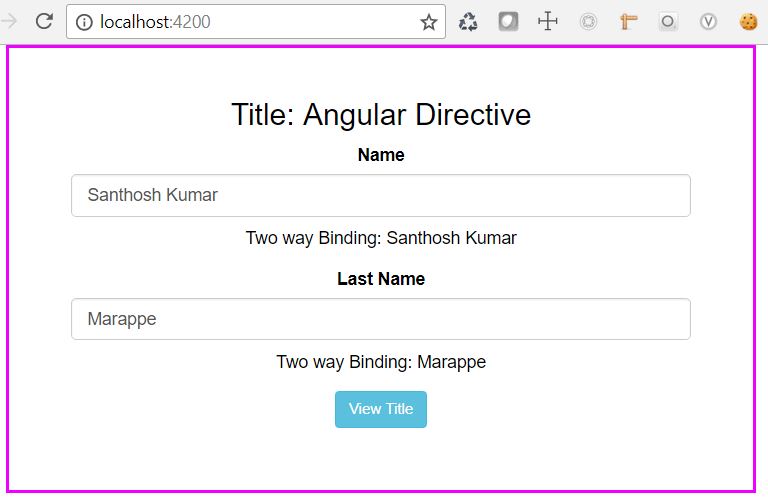 localhost:4200
Title: Angular Directive
Name
Santhosh Kumar
Two way Binding: Santhosh Kumar
Last Name
Marappe
Two way Binding: Marappe
View Title